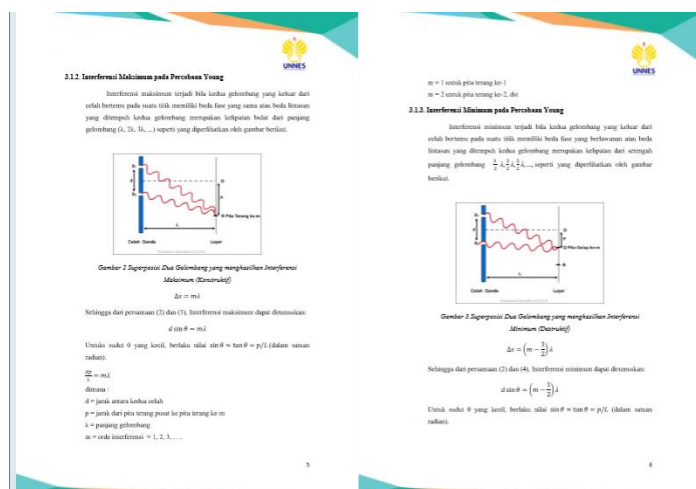 UNNES
3.1.2. Interferensi Maksimum pada Percobaan Young
Interferensi maksimum terjadi bila kedua gelombang yang keluar dari
celah bertemu pada suatu titik memiliki beda fase yang sama atau beda lintasan
yang ditempuh kedua gelombang merupakan kelipatan bulat dari panjang
gelombang (λ, 2λ, 3λ, ...) seperti yang diperlihatkan oleh gambar berikut.
d
O
P
R Pita Terang ke-m
L
Celah Ganda
Layar
Gambar 2 Superposisi Dua Gelombang yang menghasilkan Interferensi
Maksimum (Konstruktif)
Δs = mλ
Sehingga dari persamaan (2) dan (3), Interferensi maksimum dapat dirumuskan:
d sin θ = mλ
Untuk sudut θ yang kecil, berlaku nilai sin θ ≈ tan θ = p/L (dalam satuan
radian).
dp/L = mλ
dimana :
d = jarak antara kedua celah
p = jarak dari pita terang pusat ke pita terang ke-m
λ = panjang gelombang
m = orde interferensi = 1, 2, 3, . . .
5
UNNES
m = 1 untuk pita terang ke-1
m = 2 untuk pita terang ke-2, dst
3.1.3. Interferensi Minimum pada Percobaan Young
Interferensi minimum terjadi bila kedua gelombang yang keluar dari
celah bertemu pada suatu titik memiliki beda fase yang berlawanan atau beda
lintasan yang ditempuh kedua gelombang merupakan kelipatan dari setengah
panjang gelombang 1/2 λ, 3/2 λ, 5/2 λ, ..., seperti yang diperlihatkan oleh gambar
berikut.
d
O
P
Q Pita Gelap ke-m
R
L
Celah Ganda
Layar
Gambar 3 Superposisi Dua Gelombang yang menghasilkan Interferensi
Minimum (Destruktif)
Δs = (m − 1/2) λ
Sehingga dari persamaan (2) dan (4), Interferensi minimum dapat dirumuskan:
d sin θ = (m − 1/2) λ
Untuk sudut θ yang kecil, berlaku nilai sin θ ≈ tan θ = p/L (dalam satuan
radian).
6